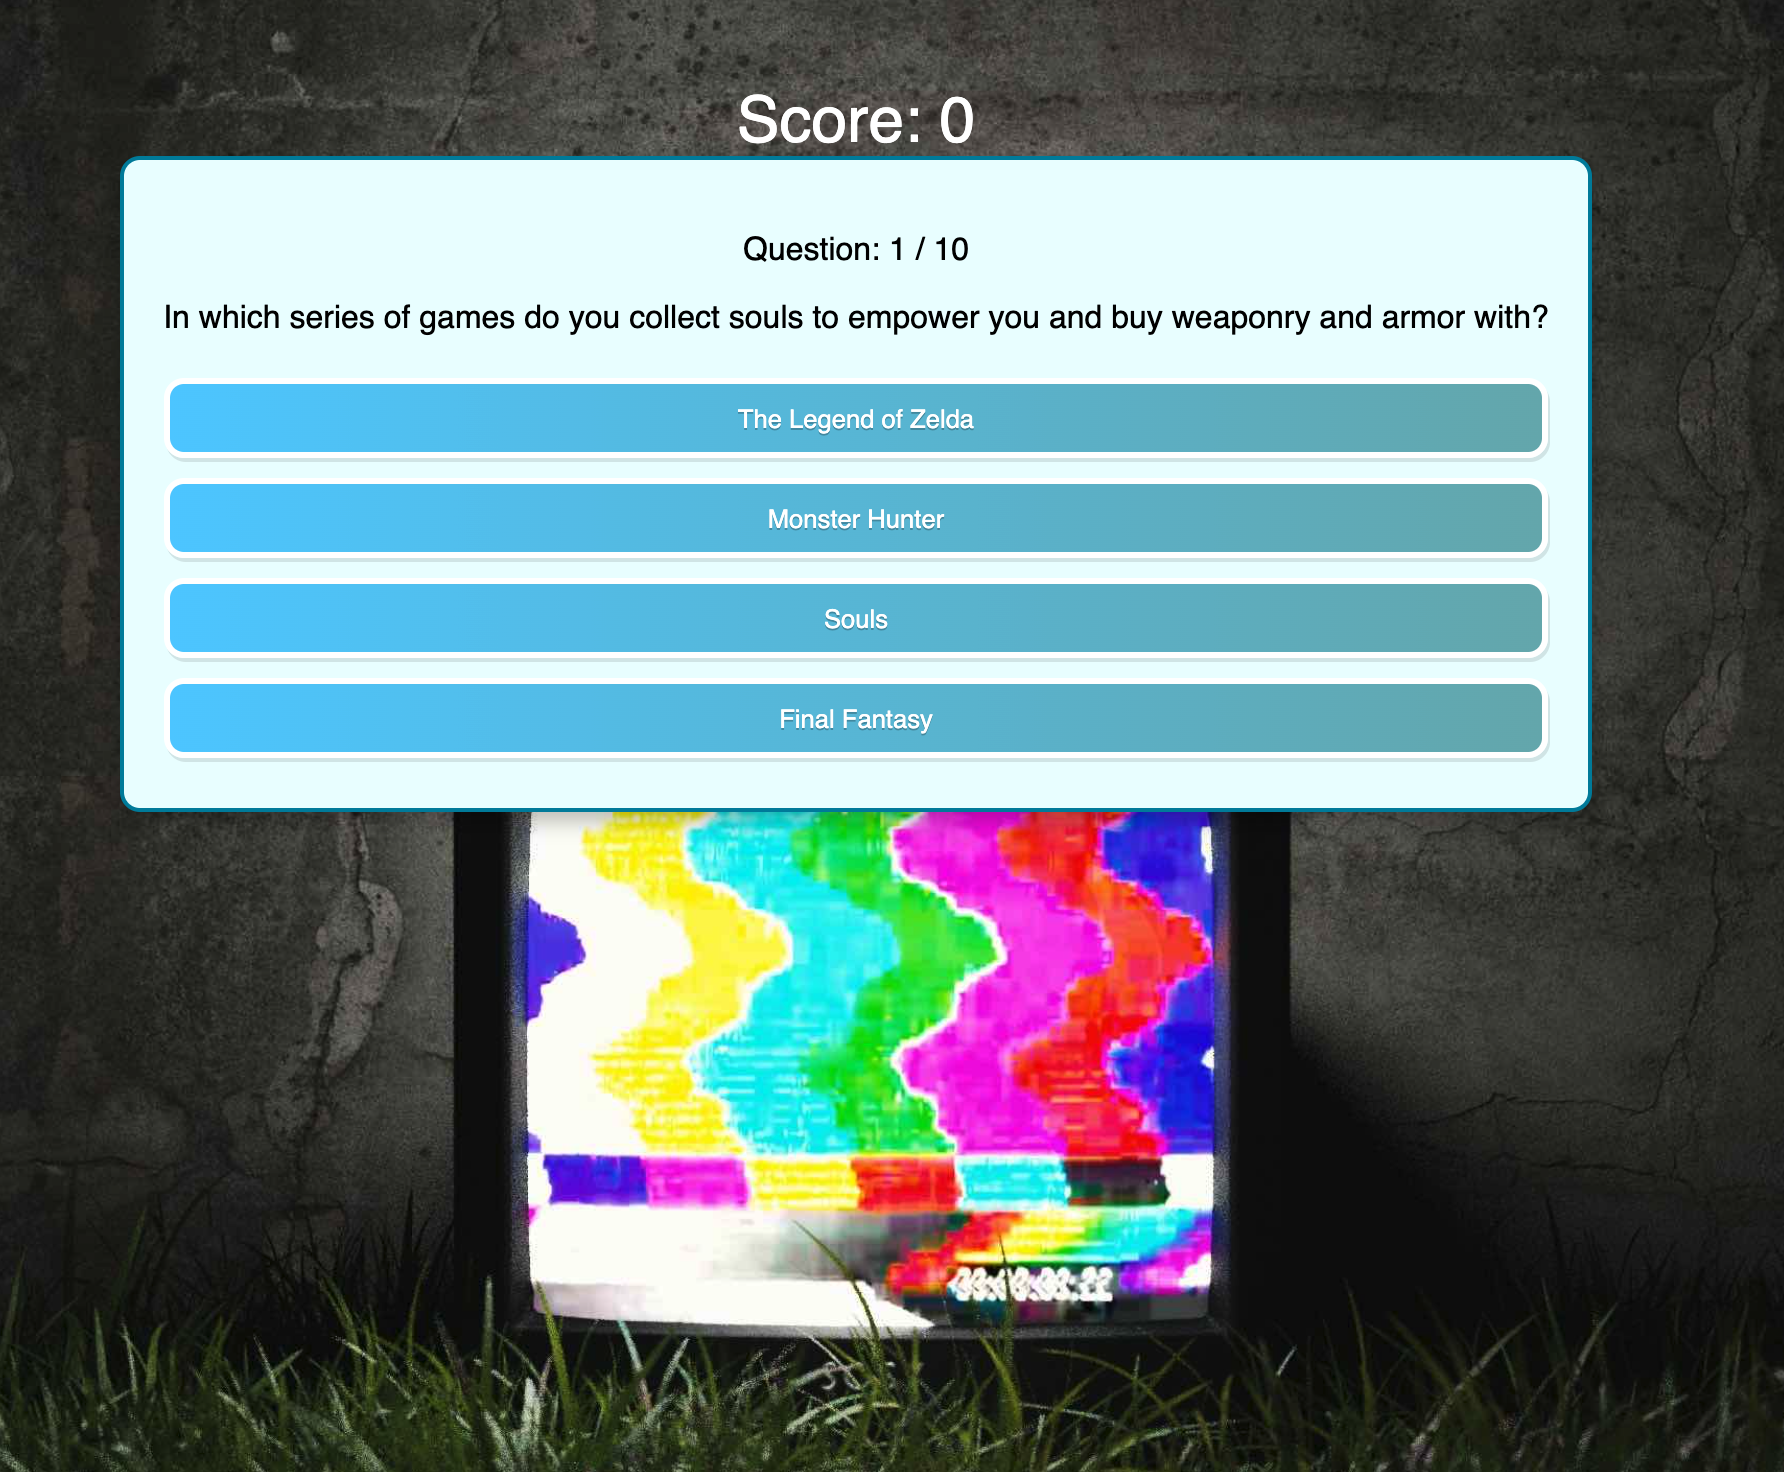 Score: 0
Question: 1 / 10
In which series of games do you collect souls to empower you and buy weaponry and armor with?
The Legend of Zelda
Monster Hunter
Souls
Final Fantasy